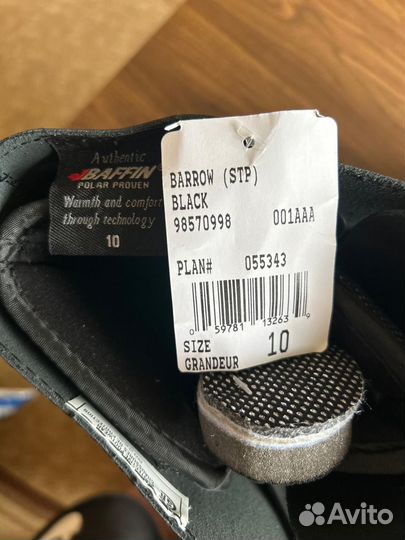 Authentic
BAFFIN
POLAR PROVEN
Warmth and comfort
through technology
10
BARROW (STP)
BLACK
98570998 001AAA
PLAN# 055343
0 59781 13263 9
SIZE
GRANDEUR 10
Avito